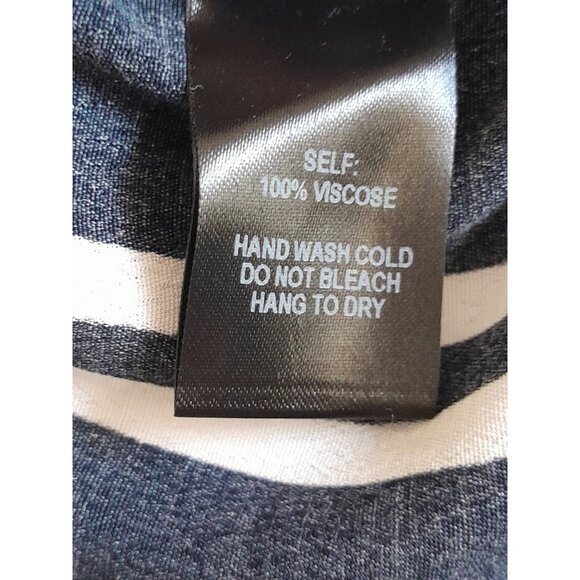 SELF:
100% VISCOSE
HAND WASH COLD
DO NOT BLEACH
HANG TO DRY